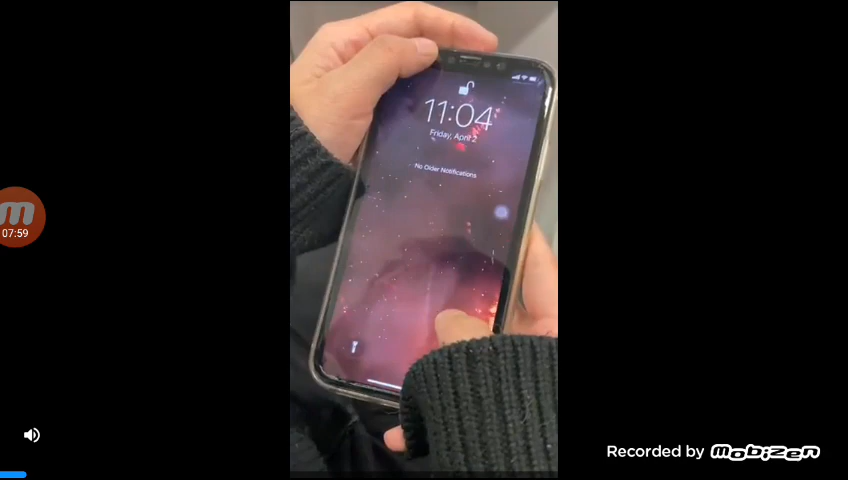 11:04
Friday, April 2
No Older Notifications
07:59
Recorded by mobizen